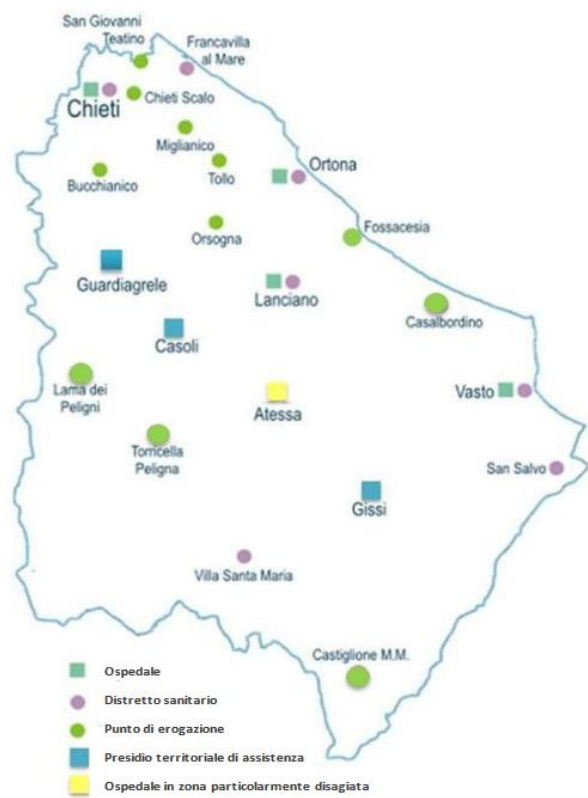 San Giovanni
Teatino
Francavilla
al Mare
Chieti
Chieti Scalo
Miglianico
Tollo
Bucchianico
Ortona
Orsogna
Fossacesia
Guardiagrele
Lanciano
Casalbordino
Casoli
Lama dei
Peligni
Atessa
Vasto
Torricella
Peligna
San Salvo
Gissi
Villa Santa Maria
Castiglione M.M.
Ospedale
Distretto sanitario
Punto di erogazione
Presidio territoriale di assistenza
Ospedale in zona particolarmente disagiata